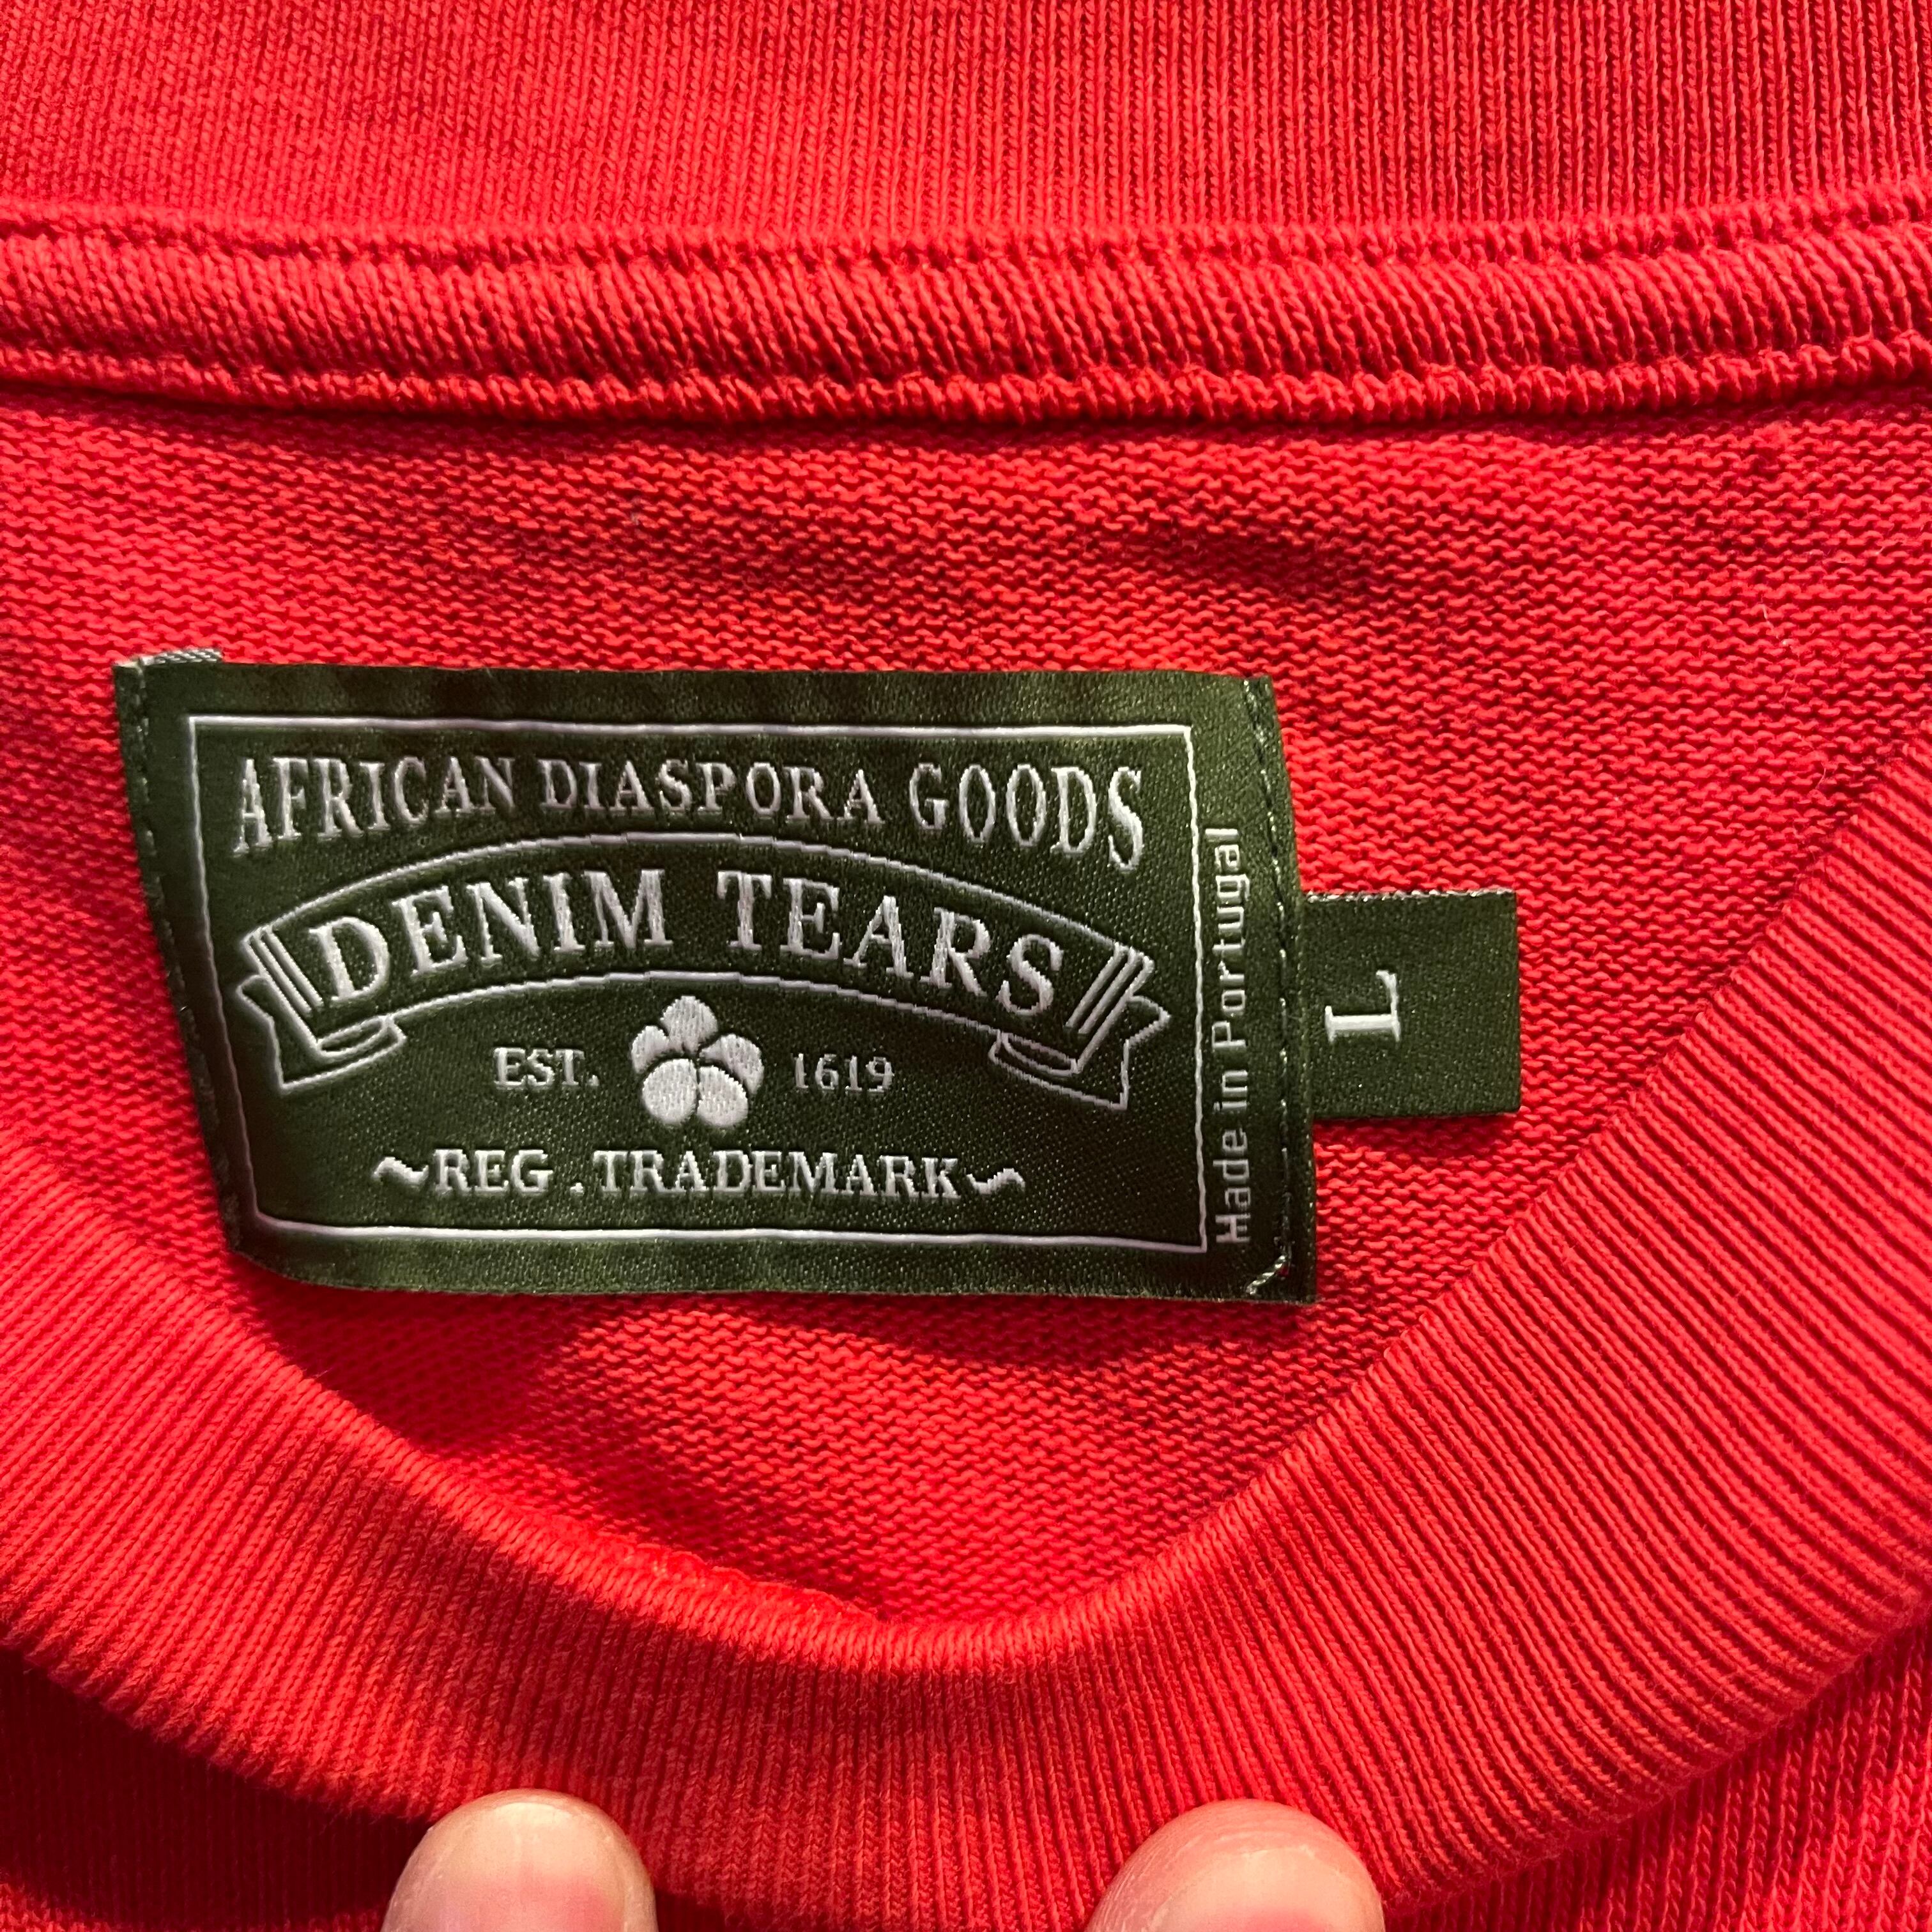 AFRICAN DIASPORA GOODS
DENIM TEARS
EST. 1619
~REG . TRADEMARK~
Made in Portugal
L